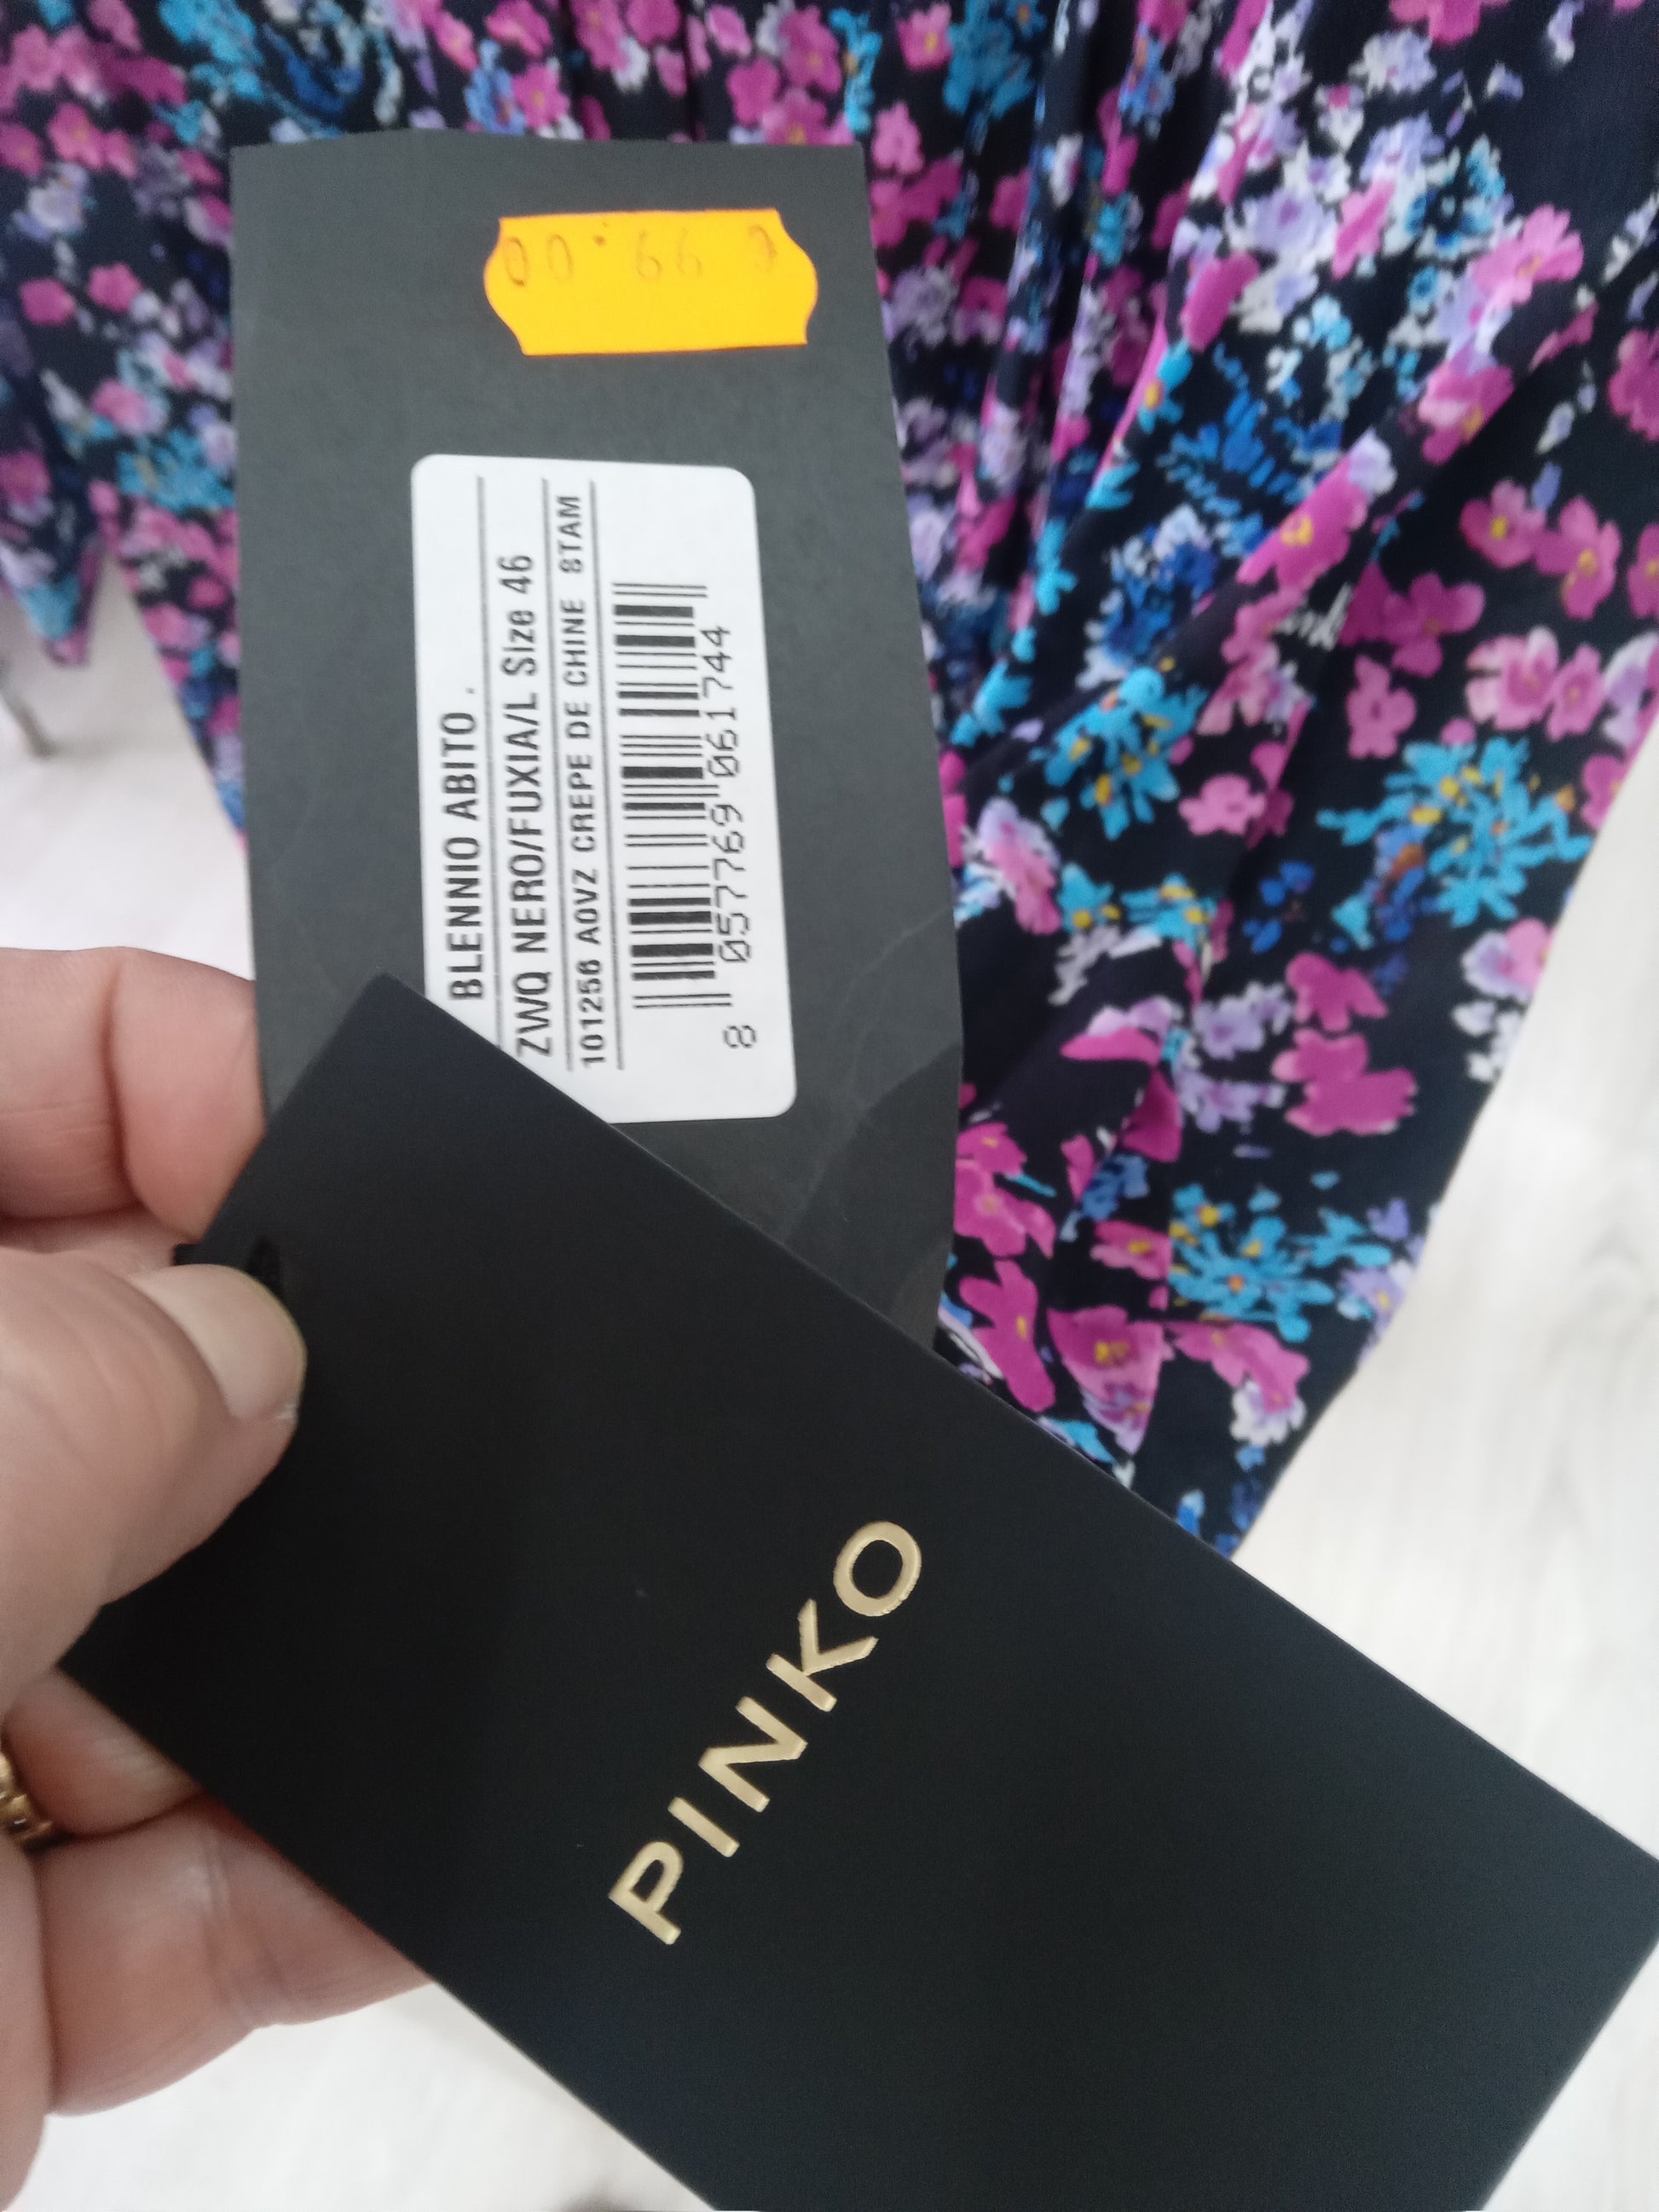 € 99.00
BLENNIO ABITO .
ZWQ NERO/FUXIA/L Size 46
101256 A0VZ CREPE DE CHINE STAM
8 057769 061744
PINKO